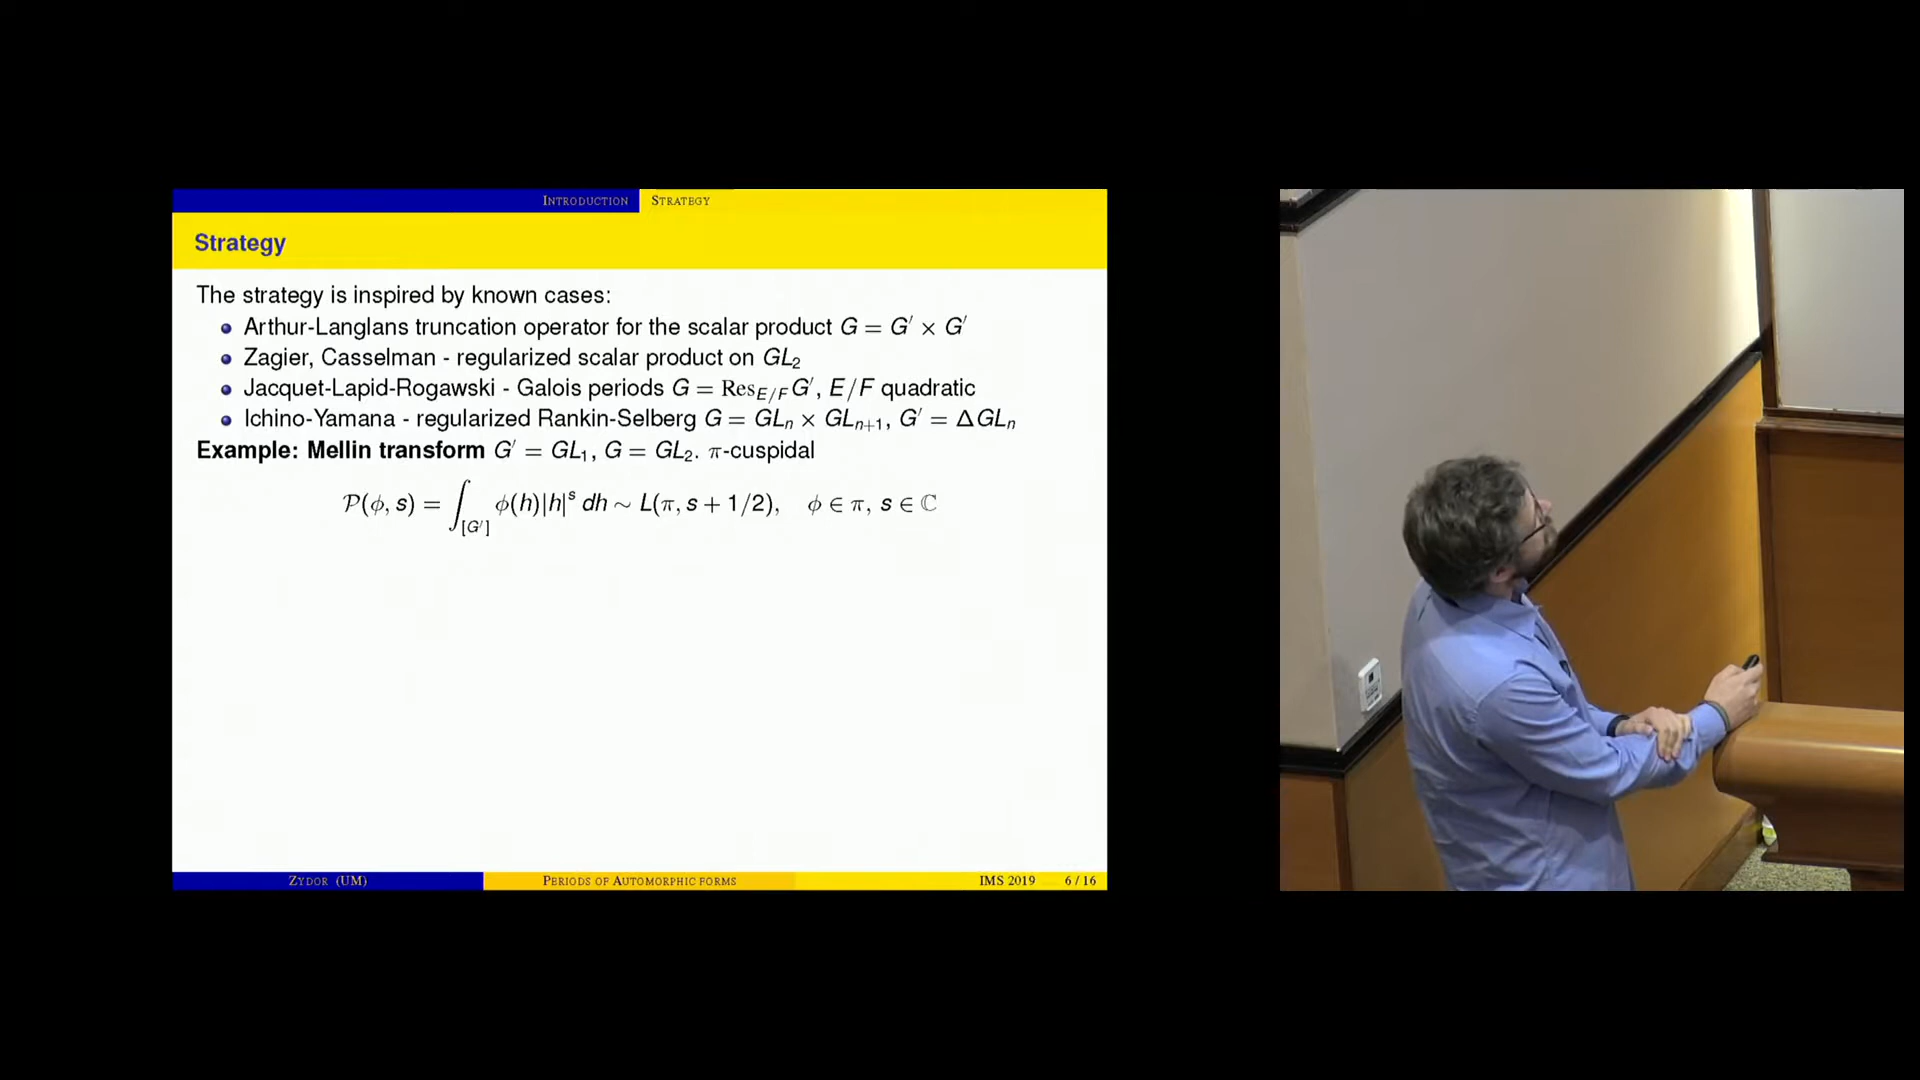 INTRODUCTION STRATEGY
Strategy
The strategy is inspired by known cases:
Arthur-Langlans truncation operator for the scalar product G = G′ × G′
Zagier, Casselman - regularized scalar product on GL₂
Jacquet-Lapid-Rogawski - Galois periods G = Res_{E/F}G′, E/F quadratic
Ichino-Yamana - regularized Rankin-Selberg G = GLₙ × GLₙ₊₁, G′ = ΔGLₙ
Example: Mellin transform G′ = GL₁, G = GL₂. π-cuspidal
𝒫(ϕ, s) = ∫_{[G′]} ϕ(h)|h|ˢ dh ∼ L(π, s + 1/2), ϕ ∈ π, s ∈ ℂ
ZYDOR (UM) PERIODS OF AUTOMORPHIC FORMS IMS 2019 6 / 16